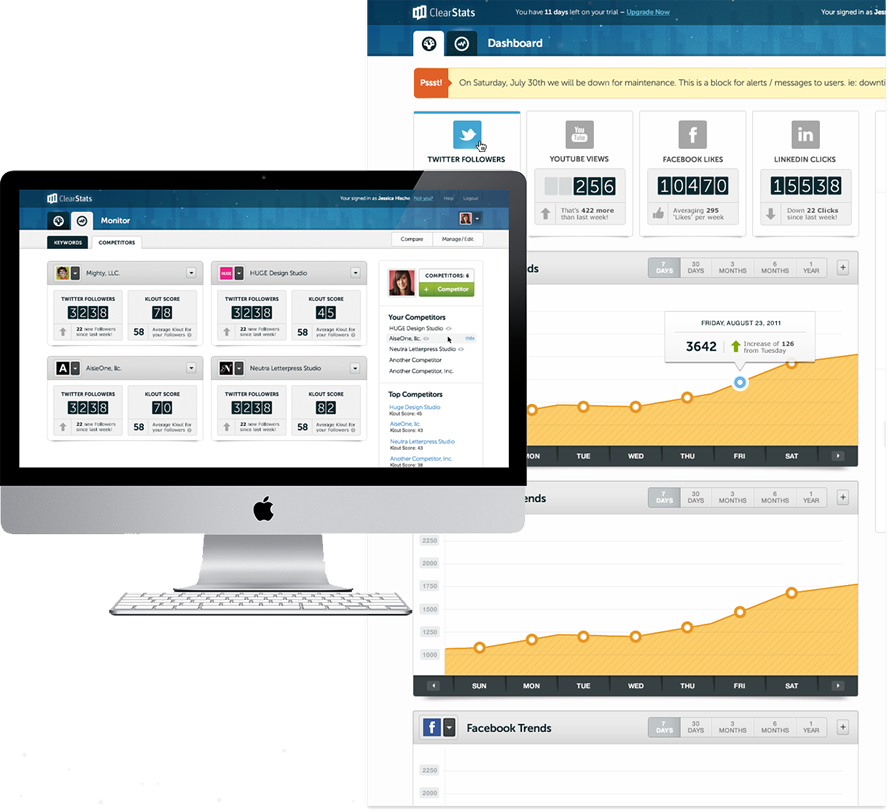 ClearStats
You have 11 days left on your trial – Upgrade Now
Your signed in as Jess
Dashboard
Pssst!
On Saturday, July 30th we will be down for maintenance. This is a block for alerts / messages to users. ie: downti
TWITTER FOLLOWERS
YOUTUBE VIEWS
FACEBOOK LIKES
LINKEDIN CLICKS
You
Tube
f
in
256
10470
15538
That's 422 more
than last week!
Averaging 295
"Likes" per week
Down 22 Clicks
since last week!
ds
7 DAYS
30 DAYS
3 MONTHS
6 MONTHS
1 YEAR
+
FRIDAY, AUGUST 23, 2011
3642
Increase of 126
from Tuesday
MON
TUE
WED
THU
FRI
SAT
ends
7 DAYS
30 DAYS
3 MONTHS
6 MONTHS
1 YEAR
+
2250
2000
1750
1500
1250
1000
SUN
MON
TUE
WED
THU
FRI
SAT
f
Facebook Trends
7 DAYS
30 DAYS
3 MONTHS
6 MONTHS
1 YEAR
+
2250
2000
ClearStats
Your signed in as Jessica Mische
Not you?
Help
Logout
Monitor
KEYWORDS
COMPETITORS
Compare
Manage / Edit
Mighty, LLC.
TWITTER FOLLOWERS
KLOUT SCORE
3238
78
22 new Followers
since last week!
58
Average Klout for
your Followers
HUGE
HUGE Design Studio
TWITTER FOLLOWERS
KLOUT SCORE
3238
45
22 new Followers
since last week!
58
Average Klout for
your Followers
A
AiseOne, llc.
TWITTER FOLLOWERS
KLOUT SCORE
3238
70
22 new Followers
since last week!
58
Average Klout for
your Followers
N
Neutra Letterpress Studio
TWITTER FOLLOWERS
KLOUT SCORE
3238
82
22 new Followers
since last week!
58
Average Klout for
your Followers
COMPETITORS: 6
+ Competitor
Your Competitors
HUGE Design Studio
AiseOne, llc.
Hide
Neutra Letterpress Studio
Another Competitor
Another Competitor, Inc.
Top Competitors
Huge Design Studio
Klout Score: 45
AiseOne, llc.
Klout Score: 43
Neutra Letterpress Studio
Klout Score: 43
Another Competitor, Inc.
Klout Score: 38